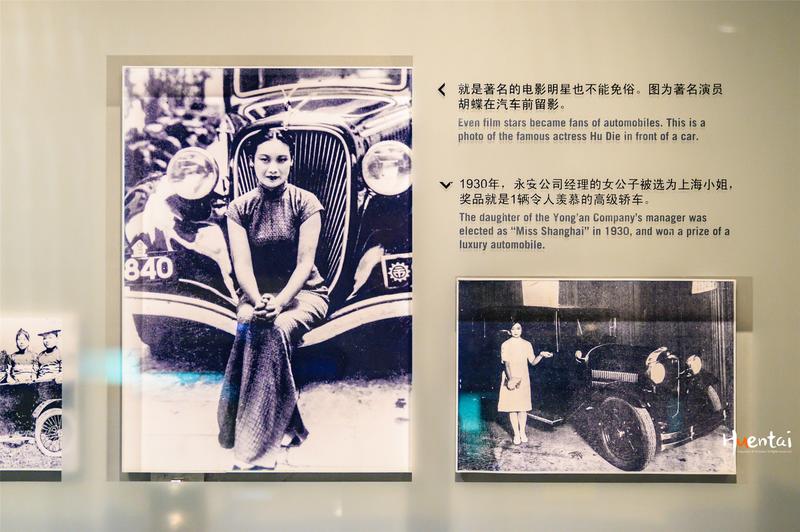 就是著名的电影明星也不能免俗。图为著名演员
胡蝶在汽车前留影。
Even film stars became fans of automobiles. This is a
photo of the famous actress Hu Die in front of a car.
1930年，永安公司经理的女公子被选为上海小姐，
奖品就是1辆令人羡慕的高级轿车。
The daughter of the Yong'an Company's manager was
elected as “Miss Shanghai” in 1930, and won a prize of a
luxury automobile.
840
Huentai